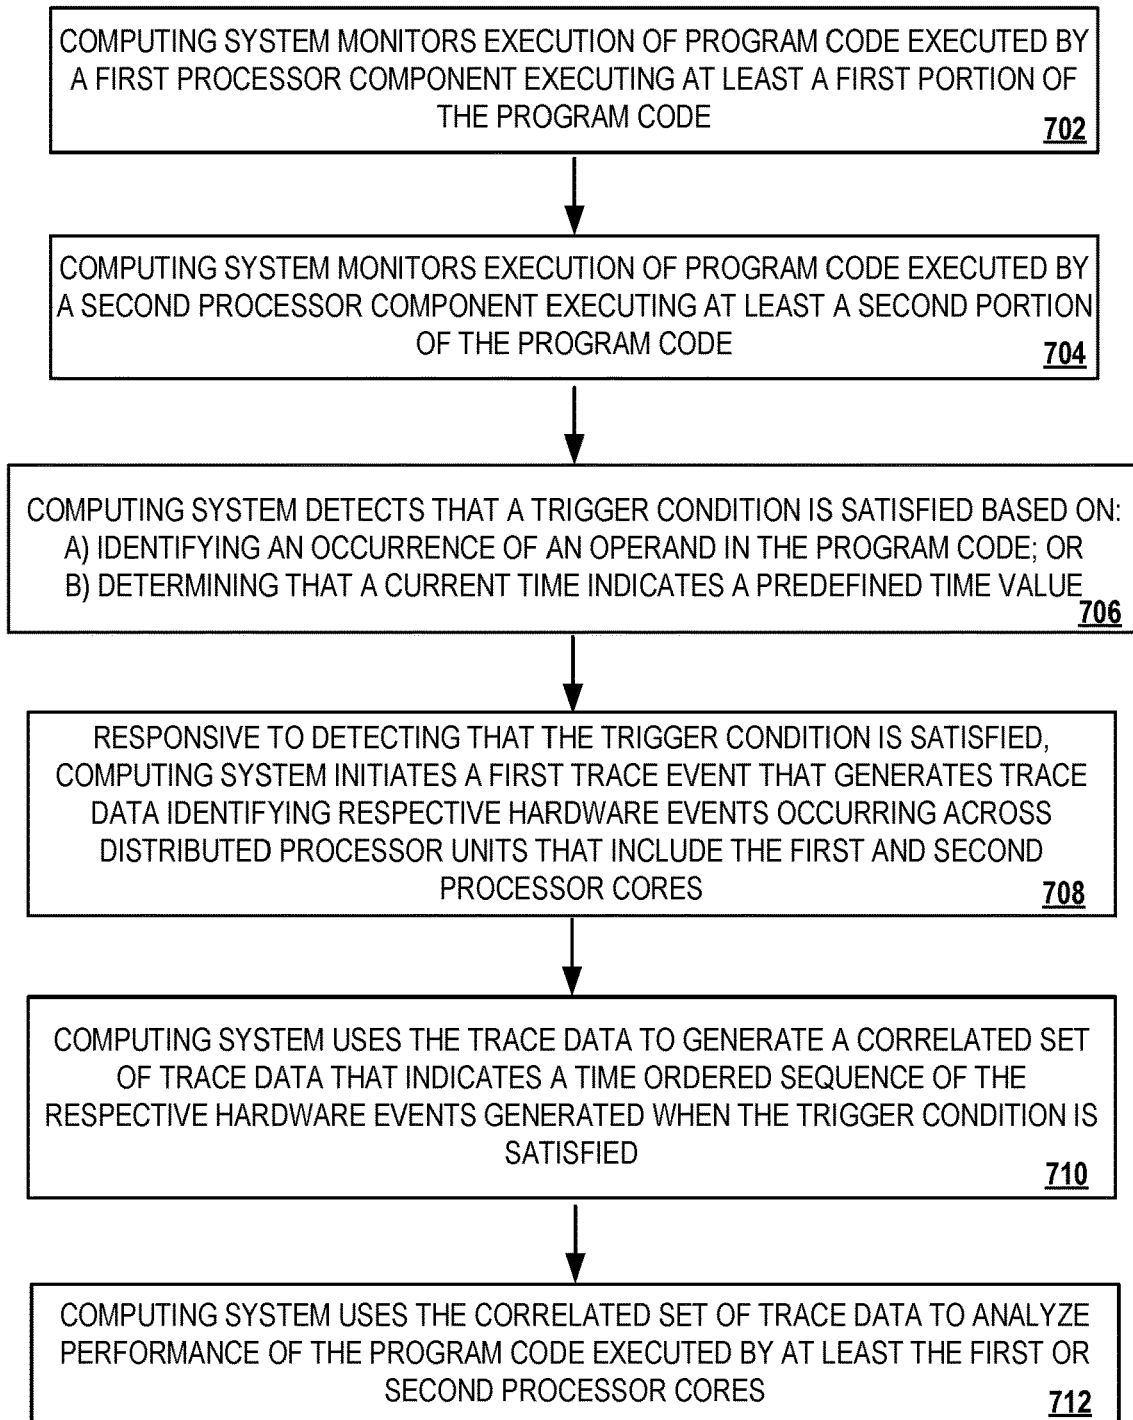 COMPUTING SYSTEM MONITORS EXECUTION OF PROGRAM CODE EXECUTED BY
A FIRST PROCESSOR COMPONENT EXECUTING AT LEAST A FIRST PORTION OF
THE PROGRAM CODE
702
COMPUTING SYSTEM MONITORS EXECUTION OF PROGRAM CODE EXECUTED BY
A SECOND PROCESSOR COMPONENT EXECUTING AT LEAST A SECOND PORTION
OF THE PROGRAM CODE
704
COMPUTING SYSTEM DETECTS THAT A TRIGGER CONDITION IS SATISFIED BASED ON:
A) IDENTIFYING AN OCCURRENCE OF AN OPERAND IN THE PROGRAM CODE; OR
B) DETERMINING THAT A CURRENT TIME INDICATES A PREDEFINED TIME VALUE
706
RESPONSIVE TO DETECTING THAT THE TRIGGER CONDITION IS SATISFIED,
COMPUTING SYSTEM INITIATES A FIRST TRACE EVENT THAT GENERATES TRACE
DATA IDENTIFYING RESPECTIVE HARDWARE EVENTS OCCURRING ACROSS
DISTRIBUTED PROCESSOR UNITS THAT INCLUDE THE FIRST AND SECOND
PROCESSOR CORES
708
COMPUTING SYSTEM USES THE TRACE DATA TO GENERATE A CORRELATED SET
OF TRACE DATA THAT INDICATES A TIME ORDERED SEQUENCE OF THE
RESPECTIVE HARDWARE EVENTS GENERATED WHEN THE TRIGGER CONDITION IS
SATISFIED
710
COMPUTING SYSTEM USES THE CORRELATED SET OF TRACE DATA TO ANALYZE
PERFORMANCE OF THE PROGRAM CODE EXECUTED BY AT LEAST THE FIRST OR
SECOND PROCESSOR CORES
712